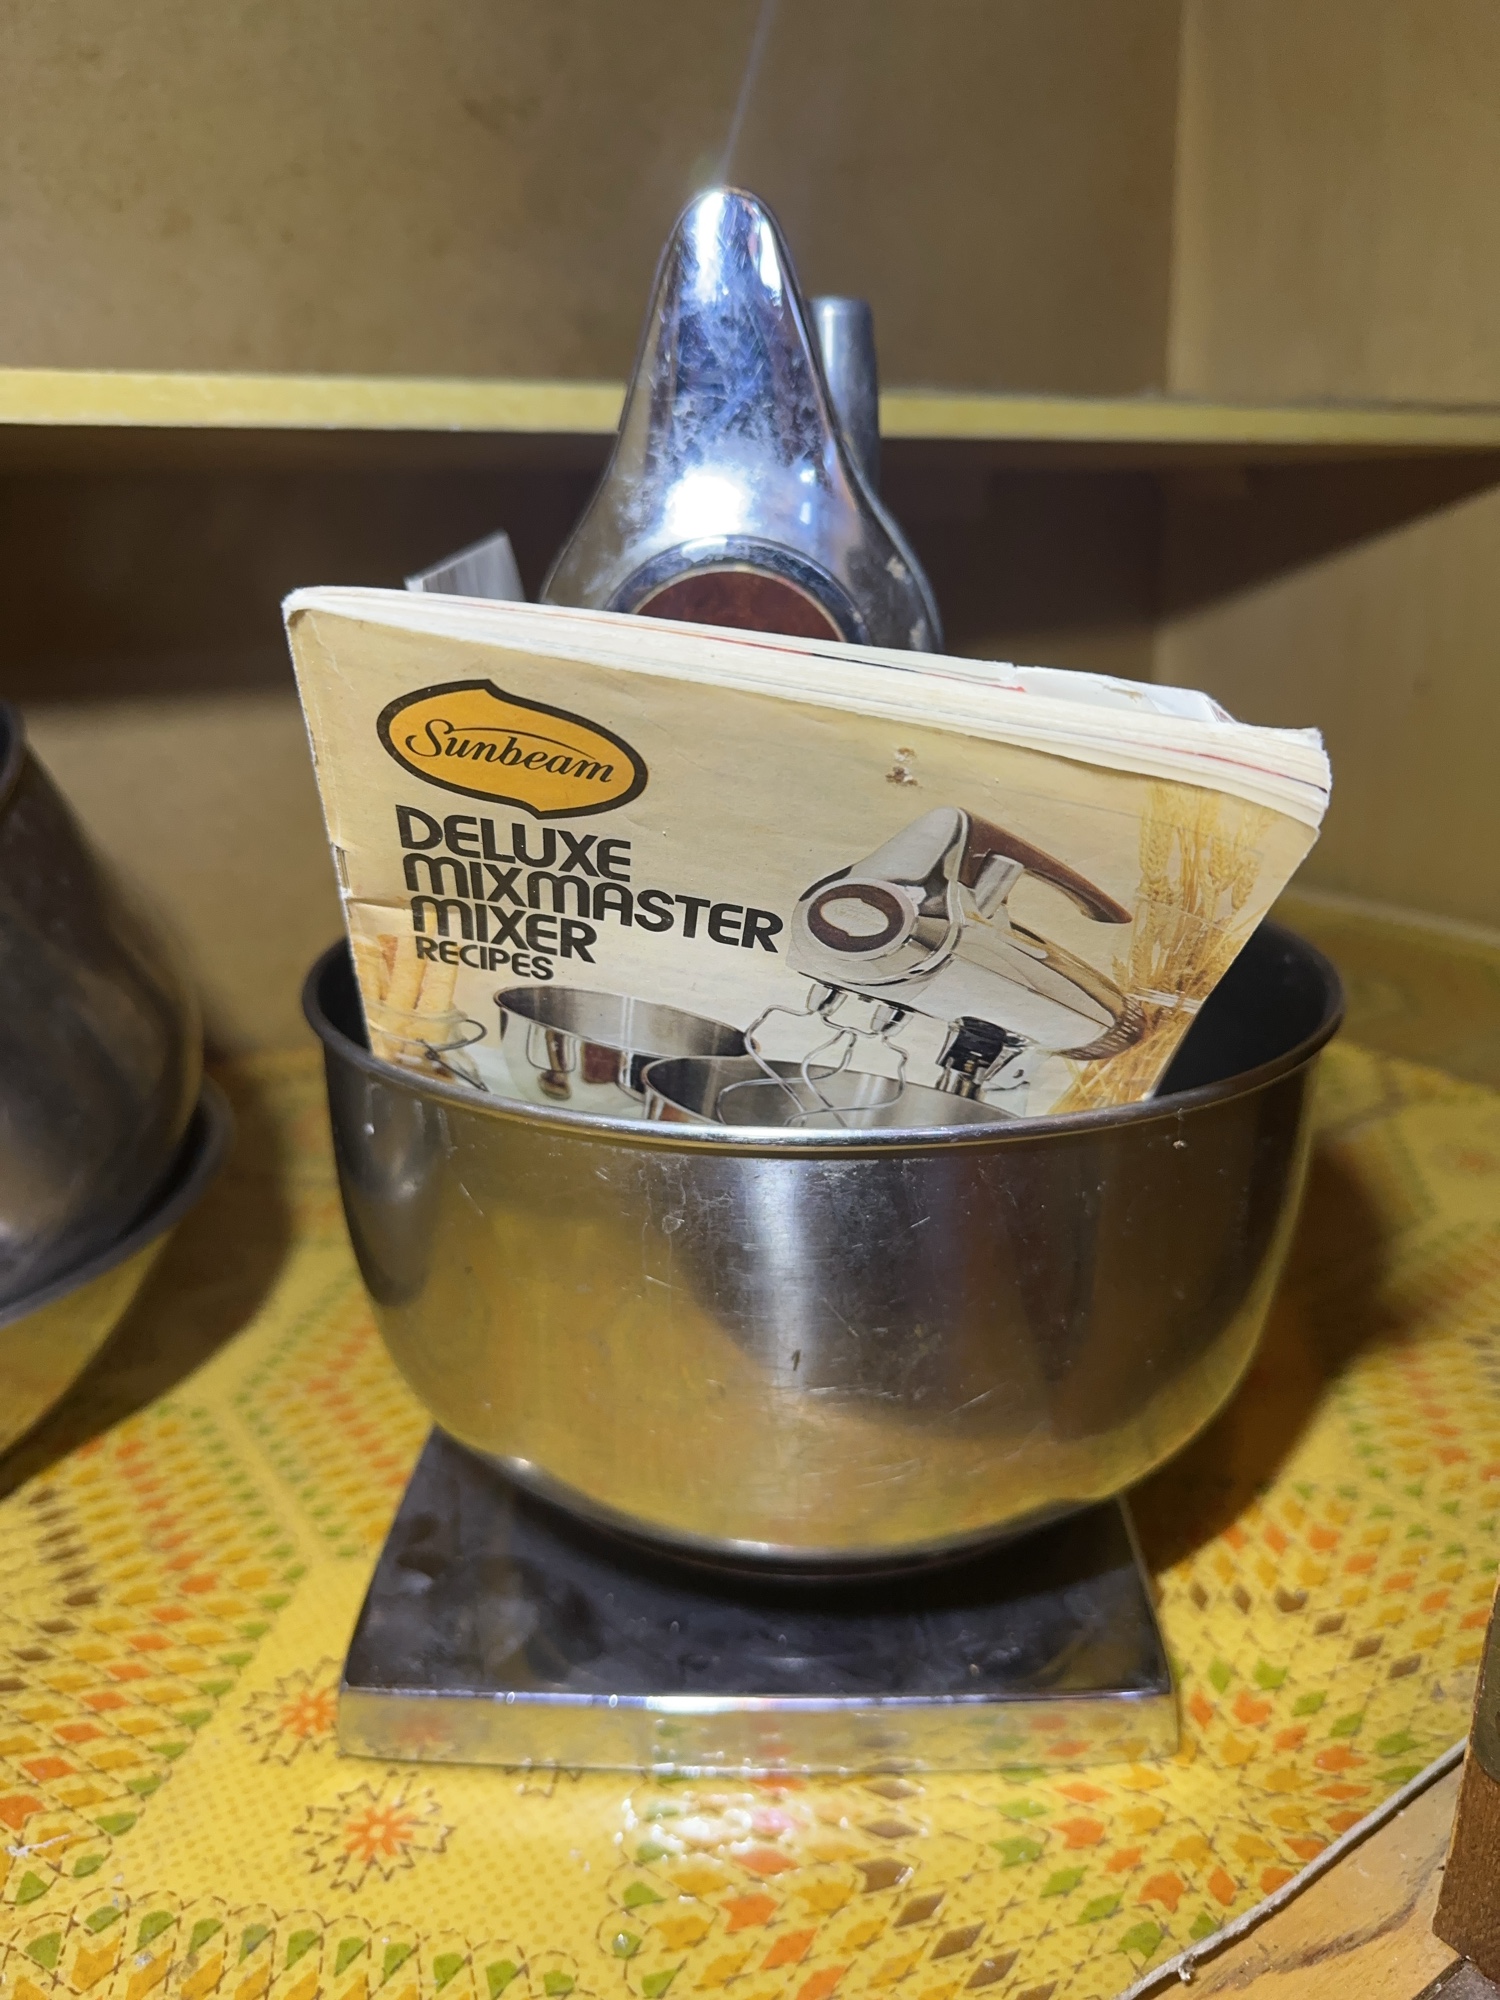 Sunbeam
DELUXE
MIXMASTER
MIXER
RECIPES